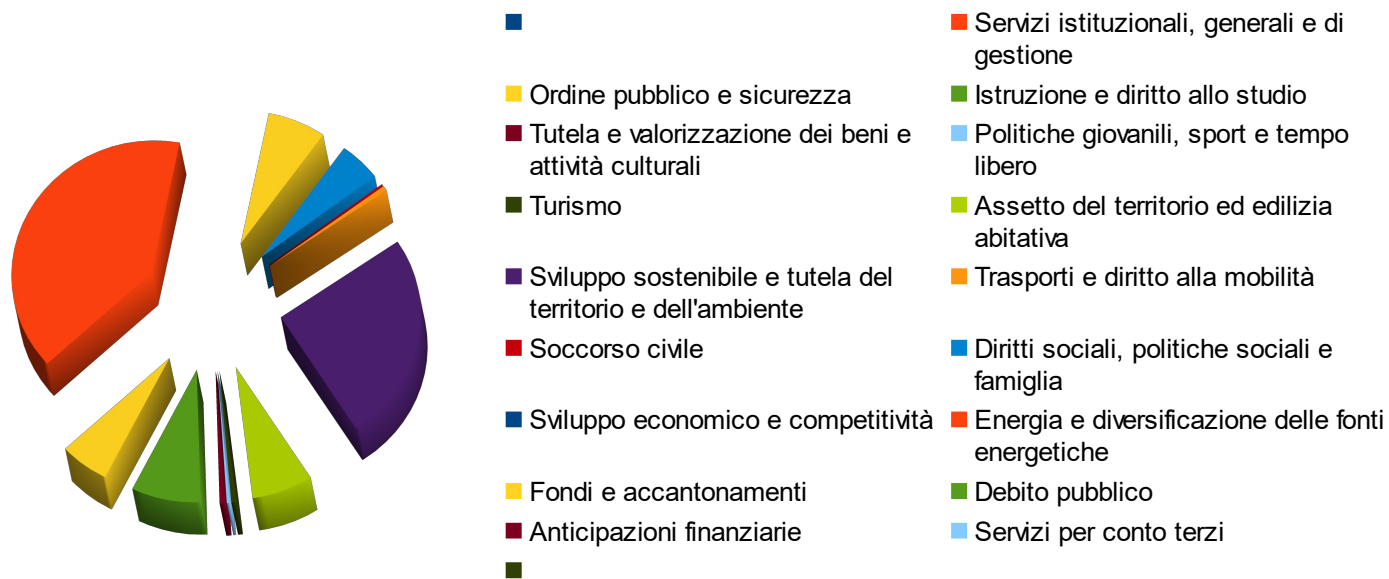 Servizi istituzionali, generali e di
gestione
Ordine pubblico e sicurezza
Istruzione e diritto allo studio
Tutela e valorizzazione dei beni e
attività culturali
Politiche giovanili, sport e tempo
libero
Turismo
Assetto del territorio ed edilizia
abitativa
Sviluppo sostenibile e tutela del
territorio e dell'ambiente
Trasporti e diritto alla mobilità
Soccorso civile
Diritti sociali, politiche sociali e
famiglia
Sviluppo economico e competitività
Energia e diversificazione delle fonti
energetiche
Fondi e accantonamenti
Debito pubblico
Anticipazioni finanziarie
Servizi per conto terzi